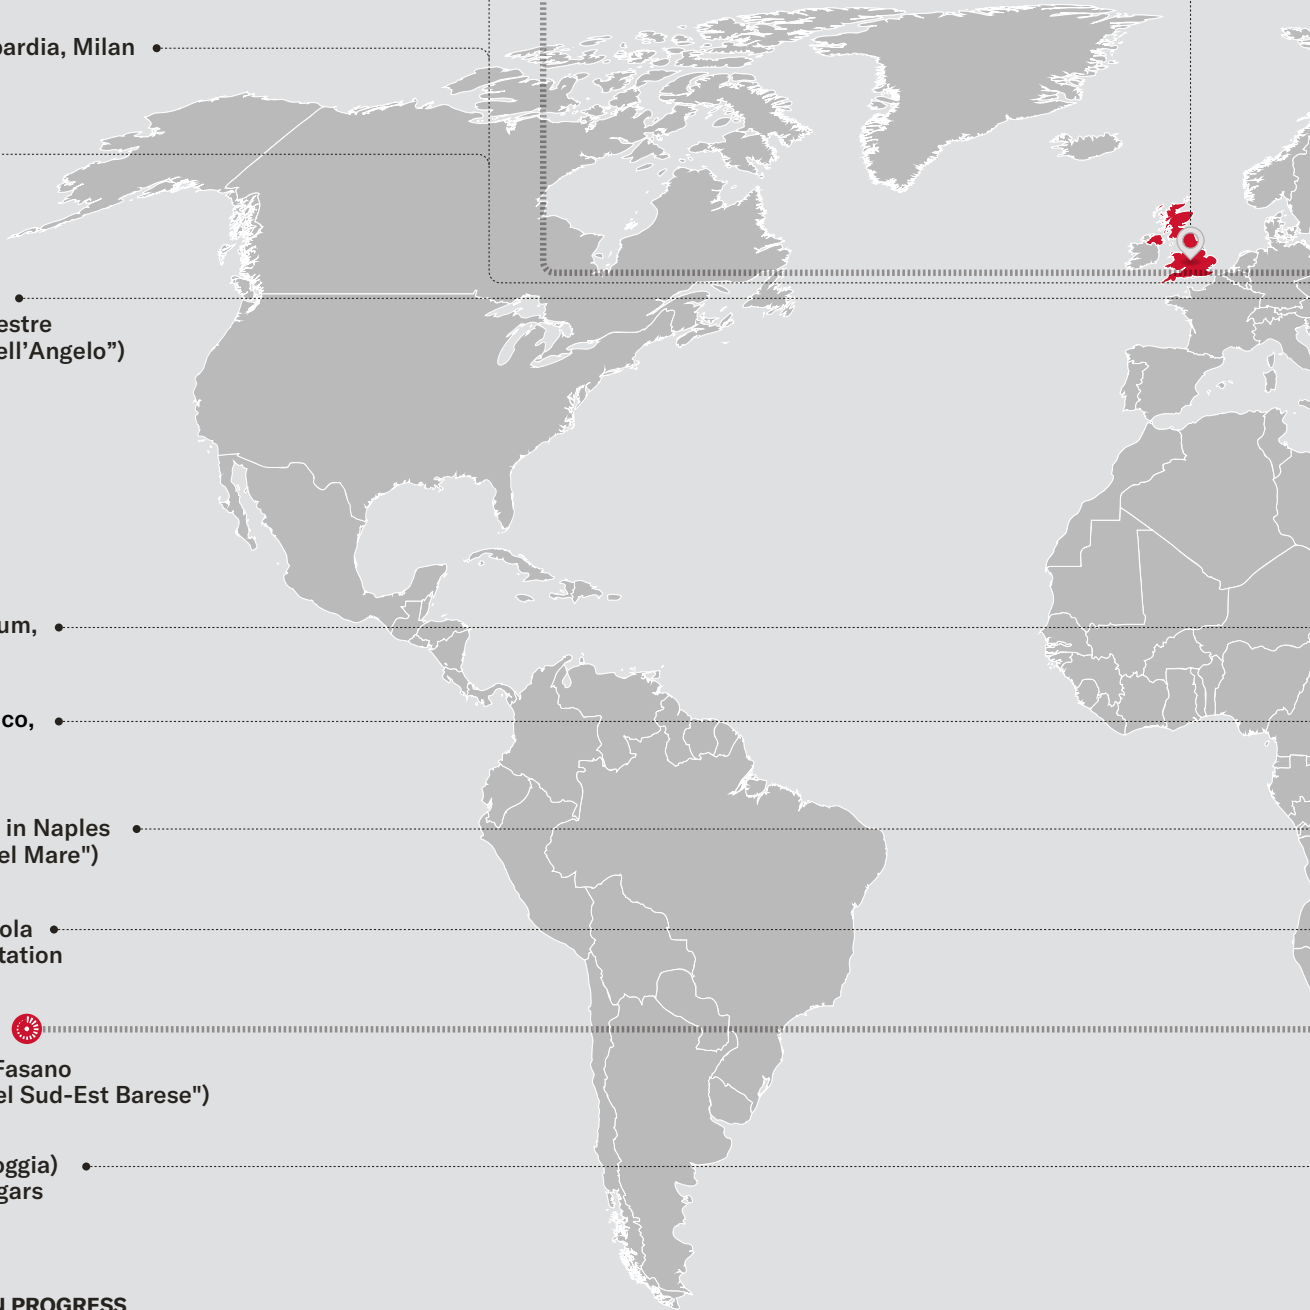 bardia, Milan
estre
ell’Angelo”)
um,
co,
in Naples
el Mare")
ola
tation
Fasano
el Sud-Est Barese")
oggia)
gars
N PROGRESS